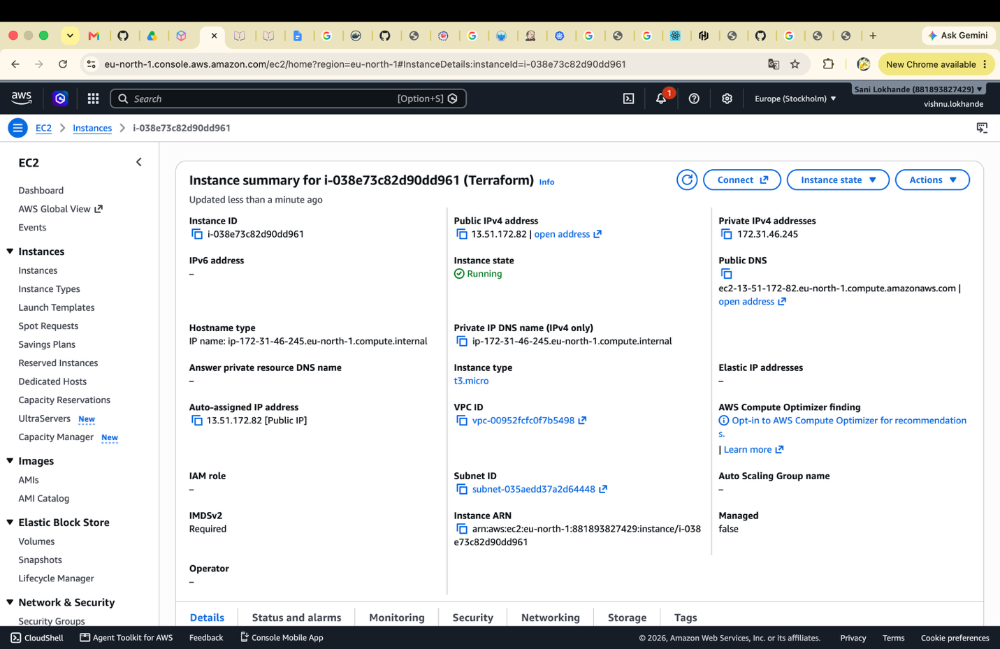 Ask Gemini
eu-north-1.console.aws.amazon.com/ec2/home?region=eu-north-1#InstanceDetails:instanceId=i-038e73c82d90dd961
New Chrome available
aws
Search
[Option+S]
1
Europe (Stockholm)
Sani Lokhande (881893827429)
vishnu.lokhande
EC2
Instances
i-038e73c82d90dd961
EC2
Dashboard
AWS Global View
Events
Instances
Instances
Instance Types
Launch Templates
Spot Requests
Savings Plans
Reserved Instances
Dedicated Hosts
Capacity Reservations
UltraServers New
Capacity Manager New
Images
AMIs
AMI Catalog
Elastic Block Store
Volumes
Snapshots
Lifecycle Manager
Network & Security
Security Groups
Instance summary for i-038e73c82d90dd961 (Terraform) Info
Connect
Instance state
Actions
Updated less than a minute ago
Instance ID
i-038e73c82d90dd961
Public IPv4 address
13.51.172.82 | open address
Private IPv4 addresses
172.31.46.245
IPv6 address
–
Instance state
Running
Public DNS
ec2-13-51-172-82.eu-north-1.compute.amazonaws.com |
open address
Hostname type
IP name: ip-172-31-46-245.eu-north-1.compute.internal
Private IP DNS name (IPv4 only)
ip-172-31-46-245.eu-north-1.compute.internal
Answer private resource DNS name
–
Instance type
t3.micro
Elastic IP addresses
–
Auto-assigned IP address
13.51.172.82 [Public IP]
VPC ID
vpc-00952fcfc0f7b5498
AWS Compute Optimizer finding
Opt-in to AWS Compute Optimizer for recommendation
s.
| Learn more
IAM role
–
Subnet ID
subnet-035aedd37a2d64448
Auto Scaling Group name
–
IMDSv2
Required
Instance ARN
arn:aws:ec2:eu-north-1:881893827429:instance/i-038
e73c82d90dd961
Managed
false
Operator
–
Details
Status and alarms
Monitoring
Security
Networking
Storage
Tags
CloudShell
Agent Toolkit for AWS
Feedback
Console Mobile App
© 2026, Amazon Web Services, Inc. or its affiliates.
Privacy
Terms
Cookie preferences